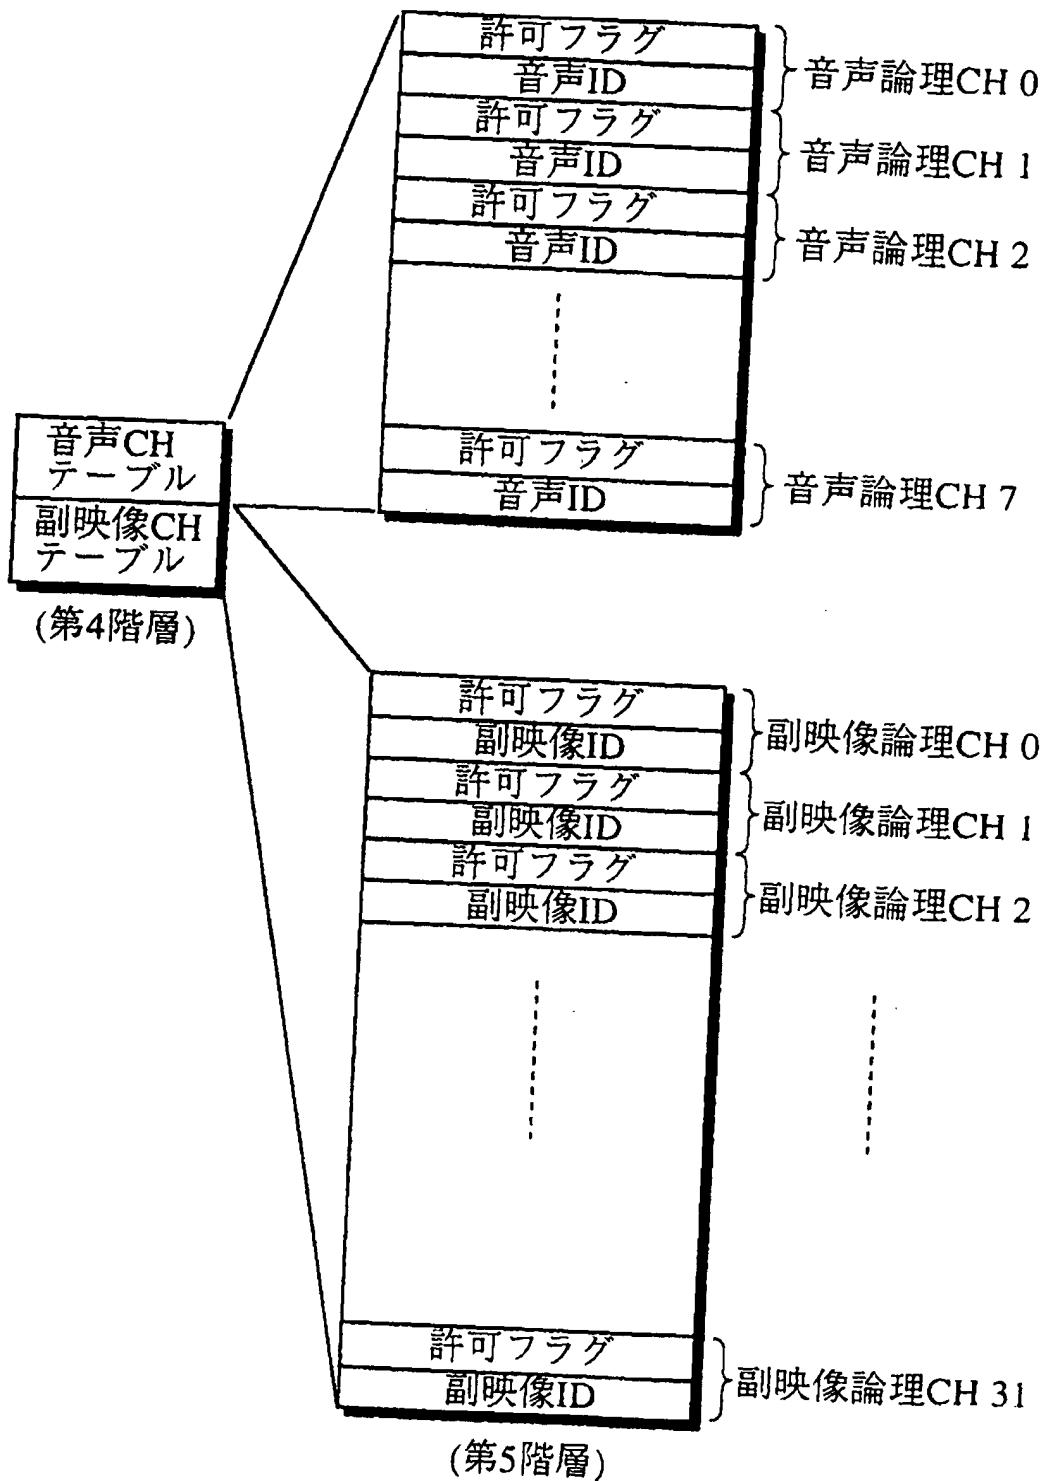 許可フラグ
音声ID
音声論理CH 0
許可フラグ
音声ID
音声論理CH 1
許可フラグ
音声ID
音声論理CH 2
許可フラグ
音声ID
音声論理CH 7
音声CH
テーブル
副映像CH
テーブル
(第4階層)
許可フラグ
副映像ID
副映像論理CH 0
許可フラグ
副映像ID
副映像論理CH 1
許可フラグ
副映像ID
副映像論理CH 2
許可フラグ
副映像ID
副映像論理CH 31
(第5階層)